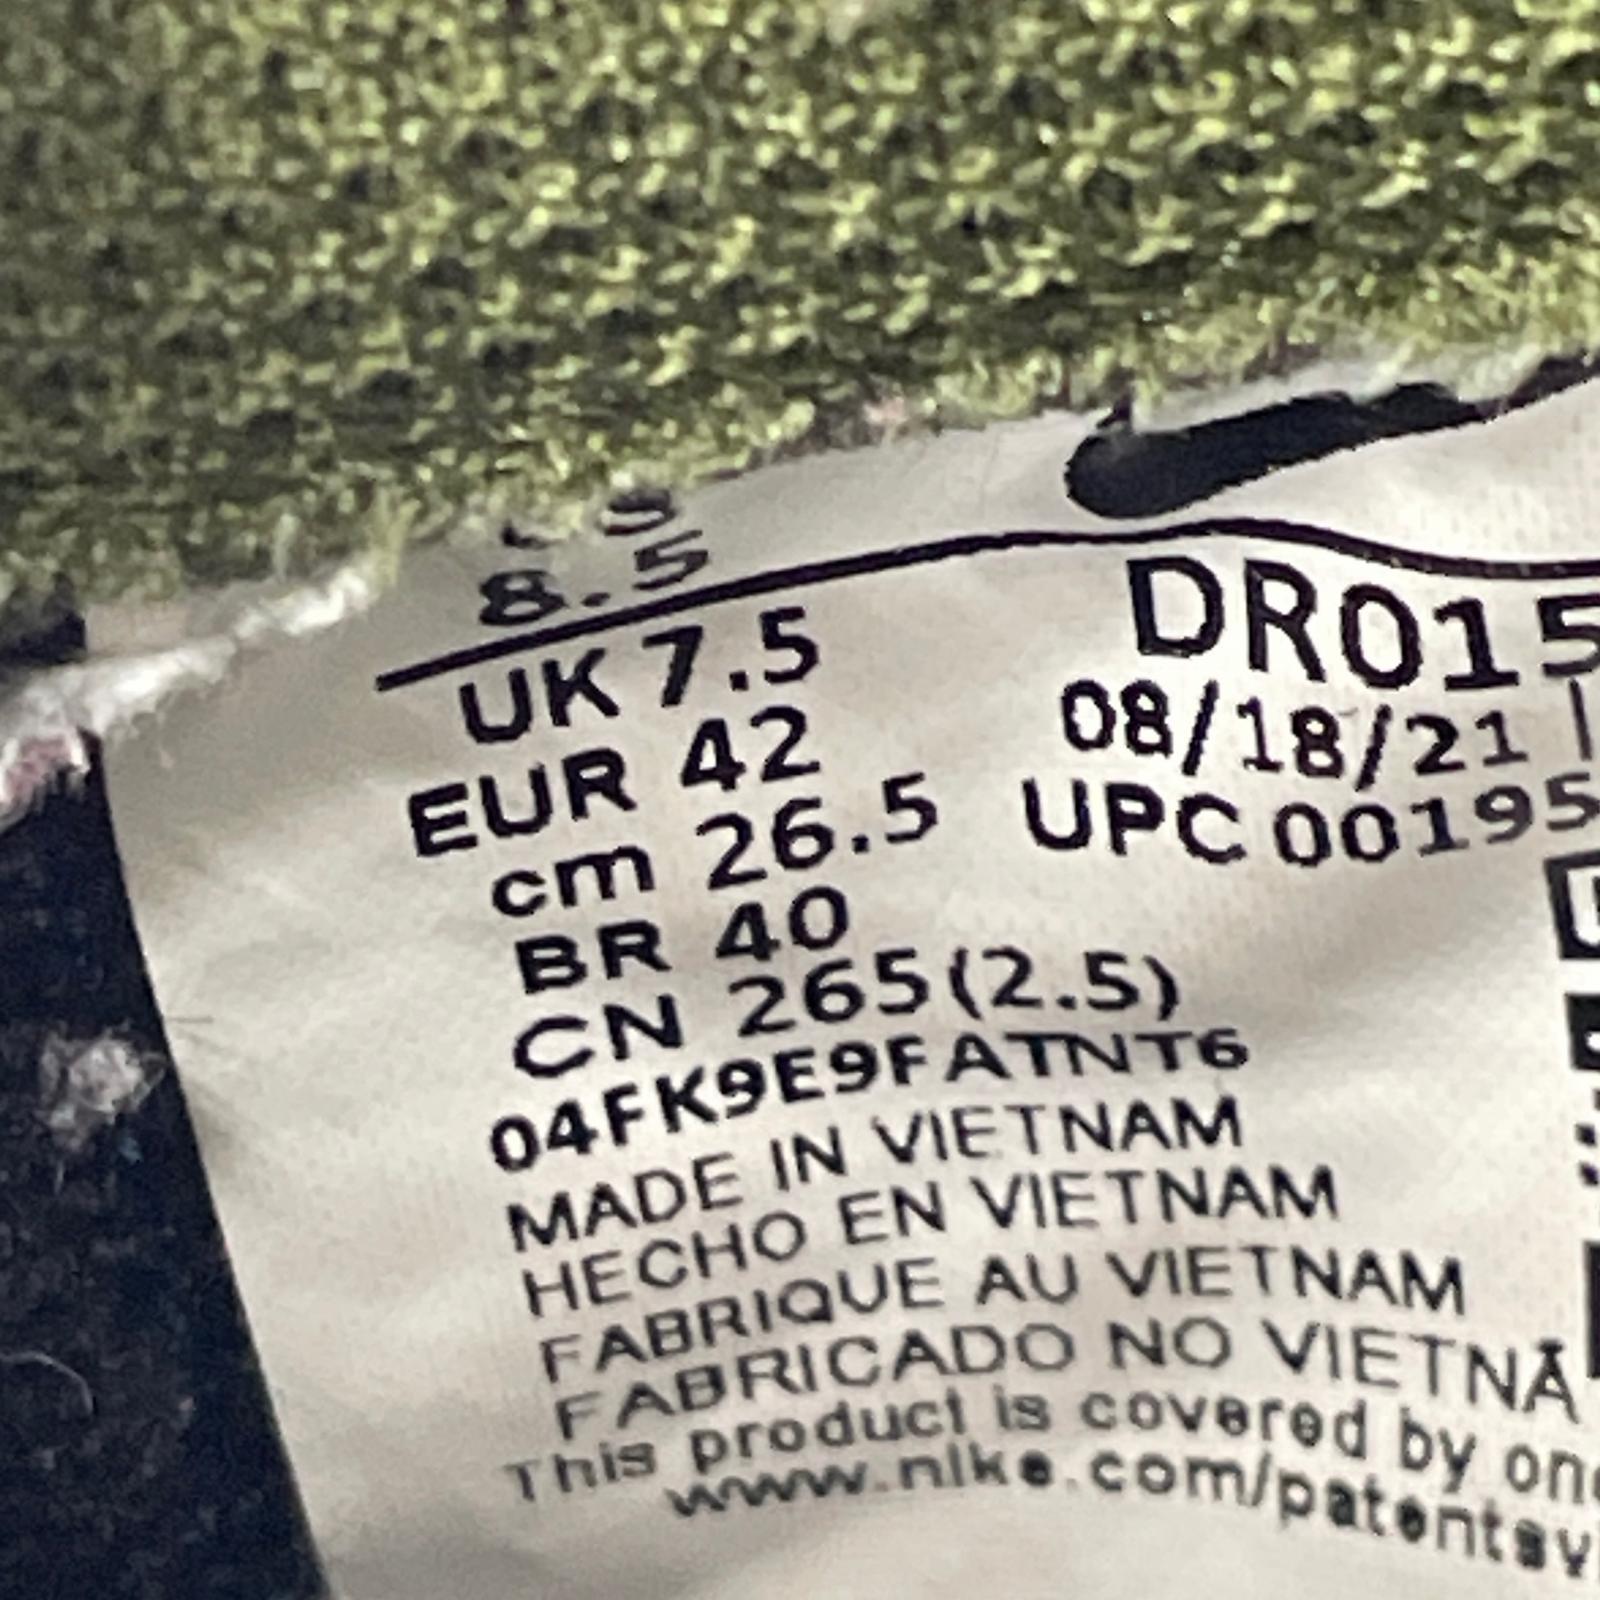 8.5
UK 7.5
EUR 42
cm 26.5
BR 40
CN 265(2.5)
04FK9E9FATNT6
MADE IN VIETNAM
HECHO EN VIETNAM
FABRIQUE AU VIETNAM
FABRICADO NO VIETNÃ
This product is covered by
www.nike.com/patents
DR015
08/18/21
UPC 00195